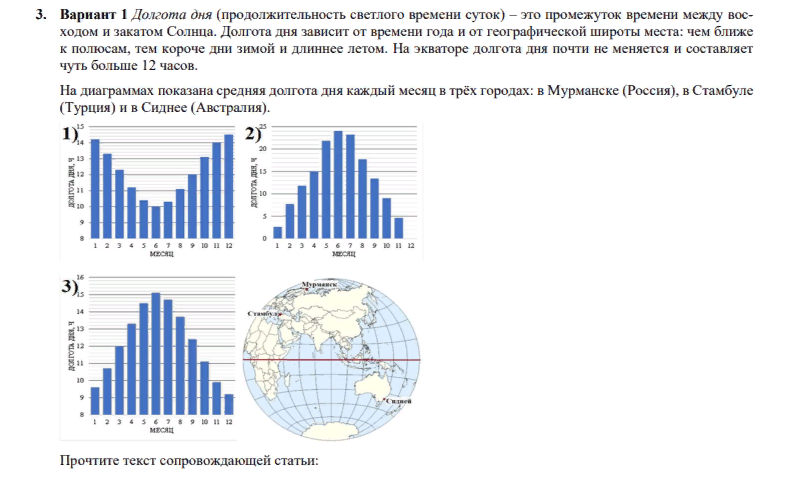 3. Вариант 1 Долгота дня (продолжительность светлого времени суток) – это промежуток времени между вос-
ходом и закатом Солнца. Долгота дня зависит от времени года и от географической широты места: чем ближе
к полюсам, тем короче дни зимой и длиннее летом. На экваторе долгота дня почти не меняется и составляет
чуть больше 12 часов.
На диаграммах показана средняя долгота дня каждый месяц в трёх городах: в Мурманске (Россия), в Стамбуле
(Турция) и в Сиднее (Австралия).
1)
15
14
13
12
11
10
9
8
ДОЛГОТА ДНЯ, Ч
1 2 3 4 5 6 7 8 9 10 11 12
МЕСЯЦ
2)
25
20
15
10
5
0
ДОЛГОТА ДНЯ, Ч
1 2 3 4 5 6 7 8 9 10 11 12
МЕСЯЦ
3)
16
15
14
13
12
11
10
9
8
ДОЛГОТА ДНЯ, Ч
1 2 3 4 5 6 7 8 9 10 11 12
МЕСЯЦ
Мурманск
Стамбул
Сидней
Прочтите текст сопровождающей статьи: